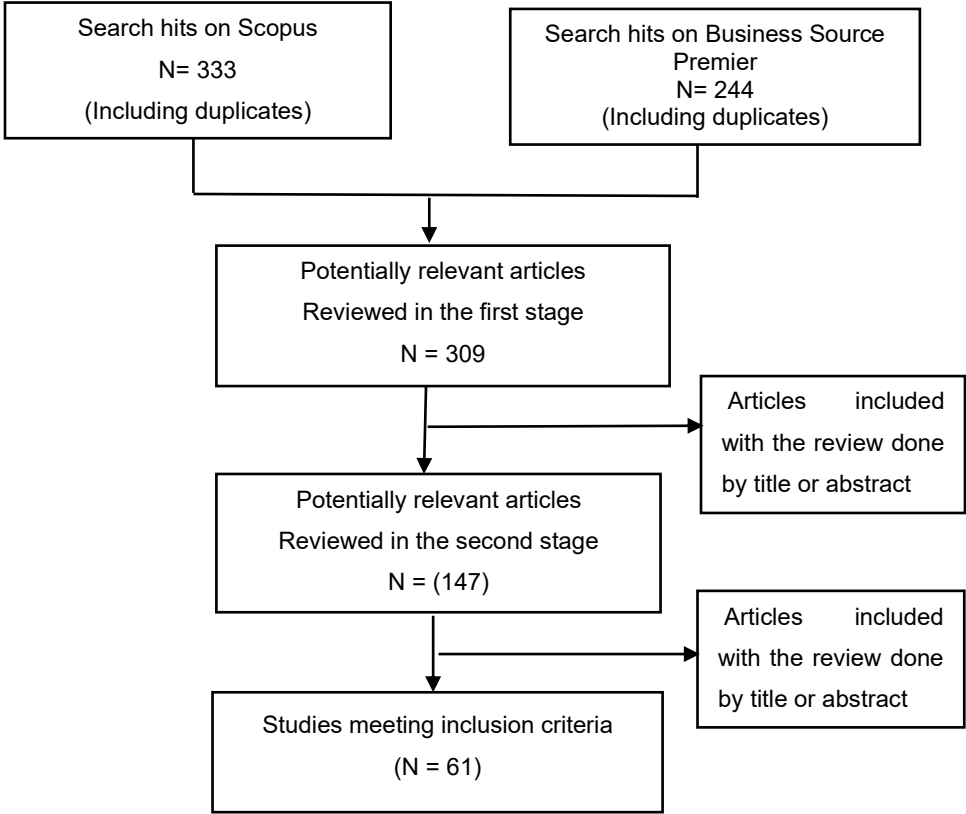 Search hits on Scopus
N= 333
(Including duplicates)
Search hits on Business Source
Premier
N= 244
(Including duplicates)
Potentially relevant articles
Reviewed in the first stage
N = 309
Articles included
with the review done
by title or abstract
Potentially relevant articles
Reviewed in the second stage
N = (147)
Articles included
with the review done
by title or abstract
Studies meeting inclusion criteria
(N = 61)